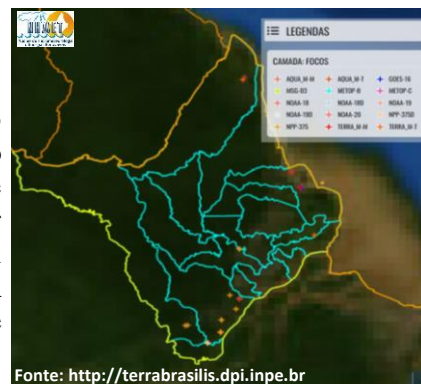 LEGENDAS
CAMADA: FOCOS
AQUA_M-M AQUA_M-T GOES-16
MSG-03 METOP-B METOP-C
NOAA-18 NOAA-18D NOAA-19
NOAA-19D NOAA-20 NPP-375D
NPP-375 TERRA_M-M TERRA_M-T
Fonte: http://terrabrasilis.dpi.inpe.br